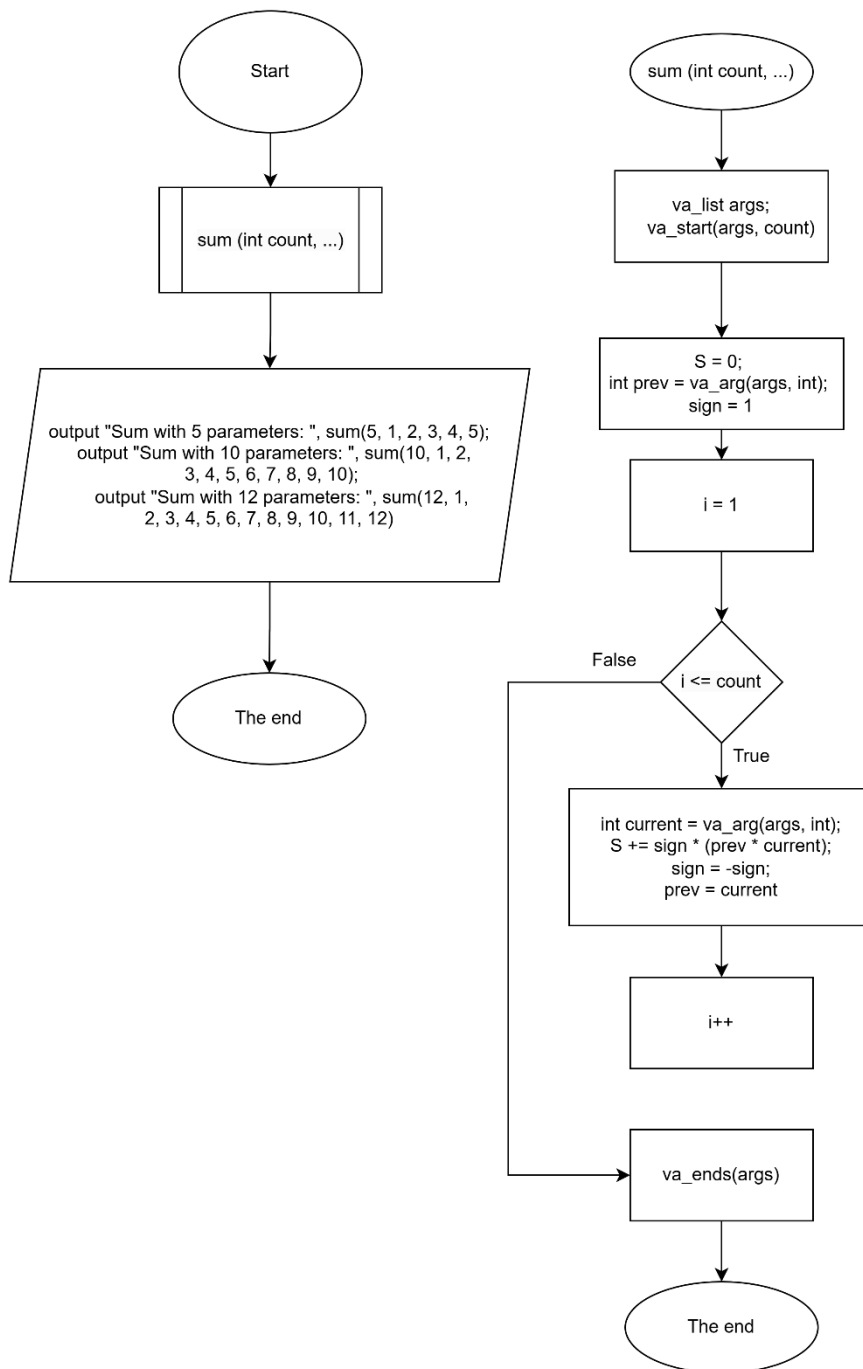 Start
sum (int count, ...)
output "Sum with 5 parameters: ", sum(5, 1, 2, 3, 4, 5);
output "Sum with 10 parameters: ", sum(10, 1, 2,
3, 4, 5, 6, 7, 8, 9, 10);
output "Sum with 12 parameters: ", sum(12, 1,
2, 3, 4, 5, 6, 7, 8, 9, 10, 11, 12)
The end
sum (int count, ...)
va_list args;
va_start(args, count)
S = 0;
int prev = va_arg(args, int);
sign = 1
i = 1
False
i <= count
True
int current = va_arg(args, int);
S += sign * (prev * current);
sign = -sign;
prev = current
i++
va_ends(args)
The end